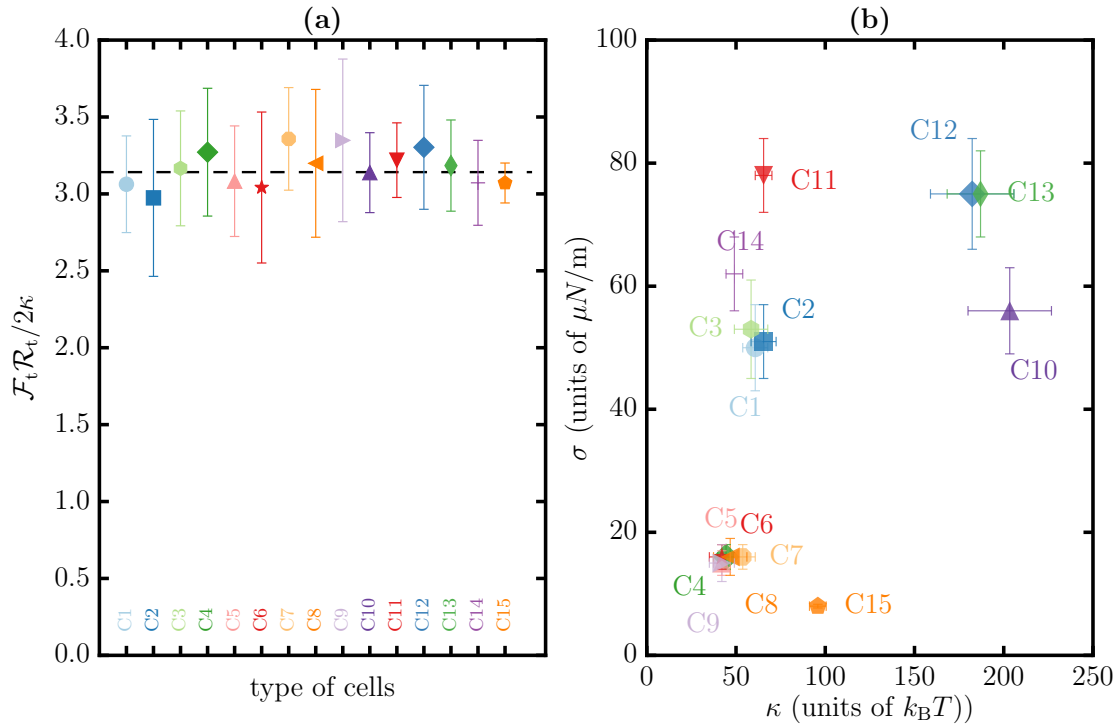 (a)
4.0
3.5
3.0
2.5
2.0
1.5
1.0
0.5
0.0
ℱₜℛₜ/2κ
C1 C2 C3 C4 C5 C6 C7 C8 C9 C10 C11 C12 C13 C14 C15
type of cells
(b)
100
80
60
40
20
0
σ (units of μN/m)
C12
C11
C13
C14
C3
C2
C10
C1
C5
C6
C7
C4
C8
C15
C9
0 50 100 150 200 250
κ (units of k_BT))